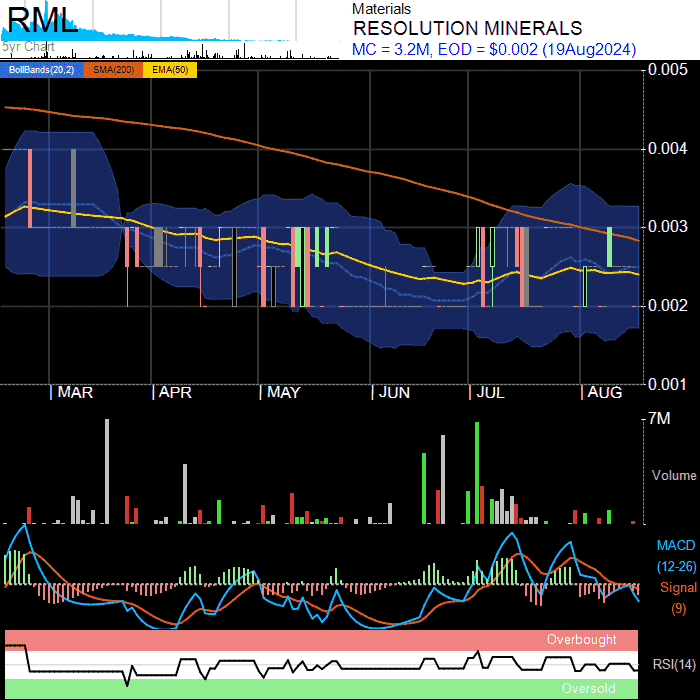 RML
5yr Chart
Materials
RESOLUTION MINERALS
MC = 3.2M, EOD = $0.002 (19Aug2024)
BollBands(20,2) SMA(200) EMA(50)
0.005
0.004
0.003
0.002
0.001
MAR APR MAY JUN JUL AUG
7M
Volume
MACD
(12-26)
Signal
(9)
Overbought
RSI(14)
Oversold